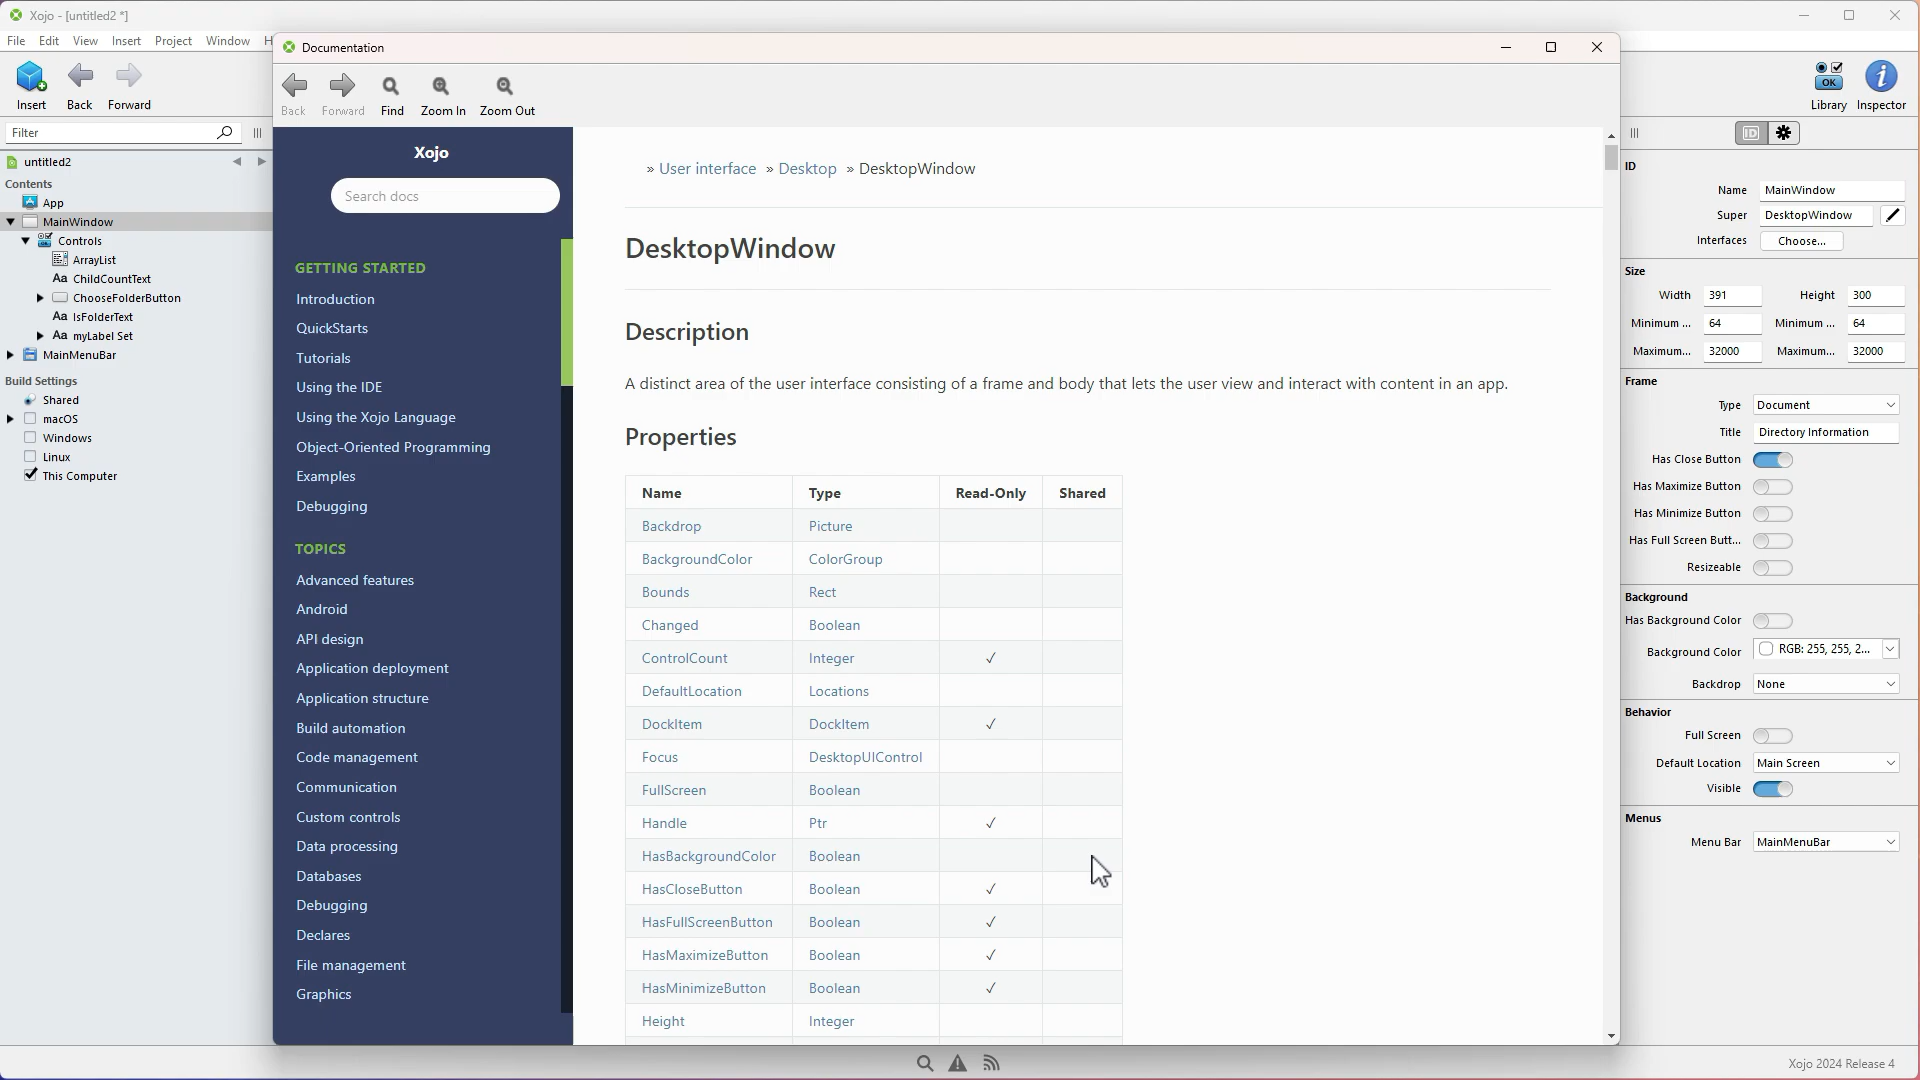 Xojo - [untitled2 *]
File Edit View Insert Project Window H
Documentation
Insert Back Forward
Back Forward Find Zoom In Zoom Out
Library Inspector
Filter
untitled2
Contents
App
MainWindow
Controls
ArrayList
Aa ChildCountText
ChooseFolderButton
Aa IsFolderText
Aa myLabel Set
MainMenuBar
Build Settings
Shared
macOS
Windows
Linux
This Computer
Xojo
Search docs
GETTING STARTED
Introduction
QuickStarts
Tutorials
Using the IDE
Using the Xojo Language
Object-Oriented Programming
Examples
Debugging
TOPICS
Advanced features
Android
API design
Application deployment
Application structure
Build automation
Code management
Communication
Custom controls
Data processing
Databases
Debugging
Declares
File management
Graphics
» User interface » Desktop » DesktopWindow
DesktopWindow
Description
A distinct area of the user interface consisting of a frame and body that lets the user view and interact with content in an app.
Properties
Name Type Read-Only Shared
Backdrop Picture
BackgroundColor ColorGroup
Bounds Rect
Changed Boolean
ControlCount Integer ✓
DefaultLocation Locations
DockItem DockItem ✓
Focus DesktopUIControl
FullScreen Boolean
Handle Ptr ✓
HasBackgroundColor Boolean
HasCloseButton Boolean ✓
HasFullScreenButton Boolean ✓
HasMaximizeButton Boolean ✓
HasMinimizeButton Boolean ✓
Height Integer
ID
ID
Name MainWindow
Super DesktopWindow
Interfaces Choose...
Size
Width 391 Height 300
Minimum ... 64 Minimum ... 64
Maximum... 32000 Maximum... 32000
Frame
Type Document
Title Directory Information
Has Close Button
Has Maximize Button
Has Minimize Button
Has Full Screen Butt...
Resizeable
Background
Has Background Color
Background Color RGB: 255, 255, 2...
Backdrop None
Behavior
Full Screen
Default Location Main Screen
Visible
Menus
Menu Bar MainMenuBar
OK
Xojo 2024 Release 4